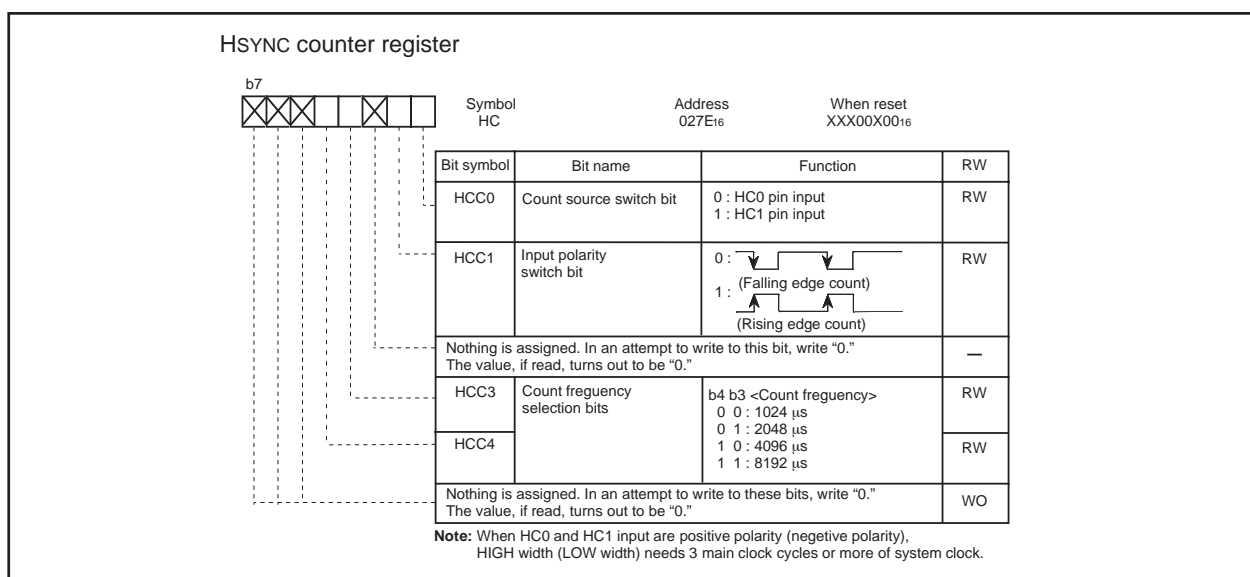 HSYNC counter register
b7
Symbol Address When reset
HC 027E16 XXX00X0016
Bit symbol Bit name Function RW
HCC0 Count source switch bit 0 : HC0 pin input RW
1 : HC1 pin input
HCC1 Input polarity 0 : RW
switch bit
(Falling edge count)
1 :
(Rising edge count)
Nothing is assigned. In an attempt to write to this bit, write “0.” —
The value, if read, turns out to be “0.”
HCC3 Count freguency b4 b3 <Count freguency> RW
selection bits 0 0 : 1024 µs
0 1 : 2048 µs
HCC4 1 0 : 4096 µs RW
1 1 : 8192 µs
Nothing is assigned. In an attempt to write to these bits, write “0.” WO
The value, if read, turns out to be “0.”
Note: When HC0 and HC1 input are positive polarity (negetive polarity),
HIGH width (LOW width) needs 3 main clock cycles or more of system clock.